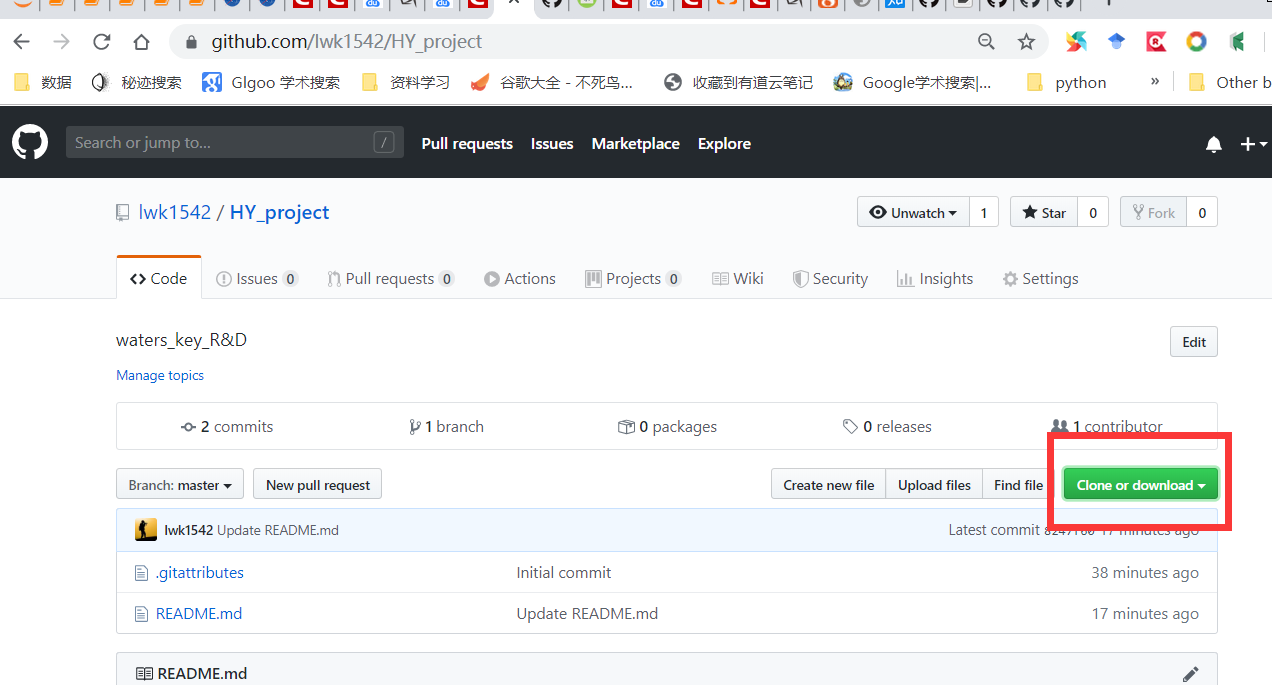 github.com/lwk1542/HY_project
数据 秘迹搜索 Glgoo 学术搜索 资料学习 谷歌大全 - 不死鸟... 收藏到有道云笔记 Google学术搜索|... python » Other b
Search or jump to... / Pull requests Issues Marketplace Explore
lwk1542 / HY_project Unwatch 1 Star 0 Fork 0
Code Issues 0 Pull requests 0 Actions Projects 0 Wiki Security Insights Settings
waters_key_R&D Edit
Manage topics
2 commits 1 branch 0 packages 0 releases 1 contributor
Branch: master New pull request Create new file Upload files Find file Clone or download
lwk1542 Update README.md Latest commit 17 minutes ago
.gitattributes Initial commit 38 minutes ago
README.md Update README.md 17 minutes ago
README.md